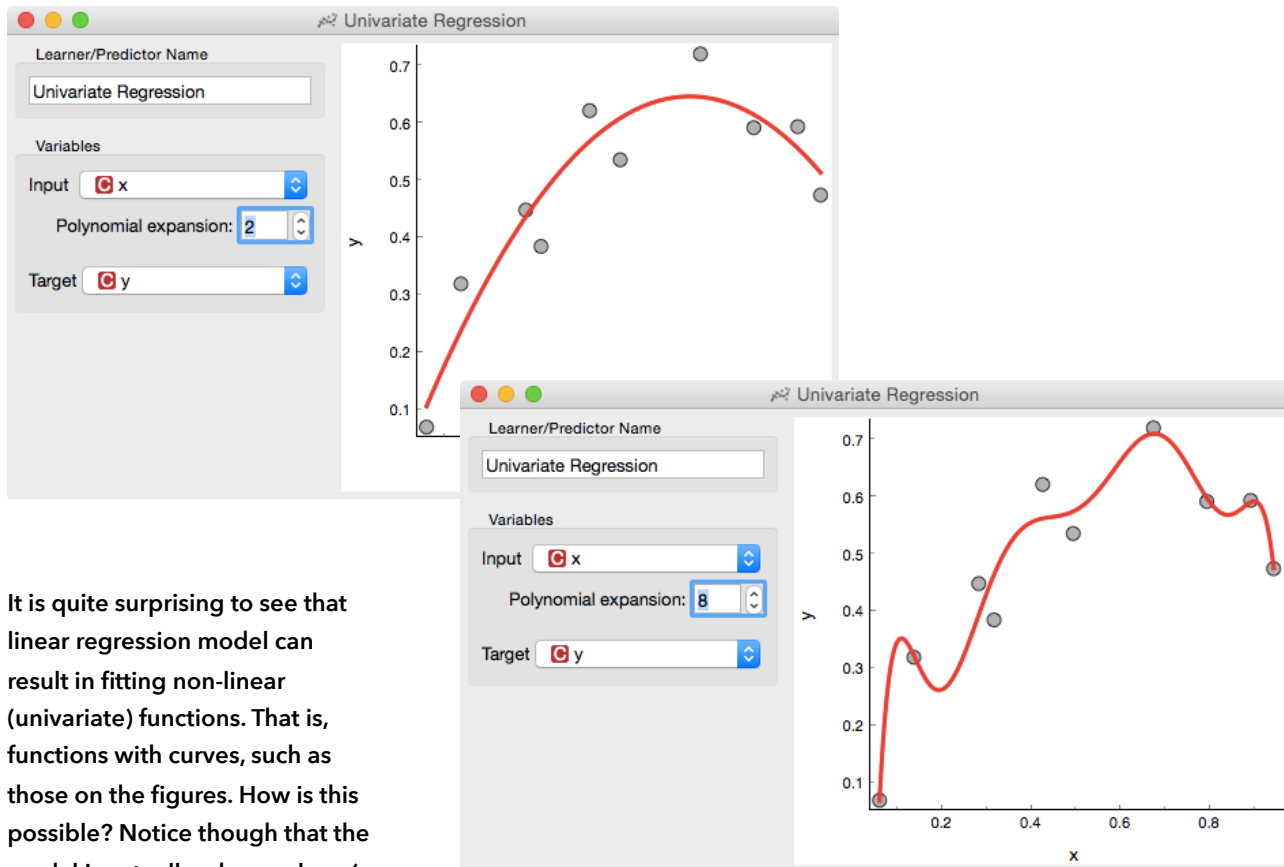 Univariate Regression
Learner/Predictor Name
Univariate Regression
Variables
Input C x
Polynomial expansion: 2
Target C y
0.7
0.6
0.5
0.4
0.3
0.2
0.1
y
Univariate Regression
Learner/Predictor Name
Univariate Regression
Variables
Input C x
Polynomial expansion: 8
Target C y
0.7
0.6
0.5
0.4
0.3
0.2
0.1
y
0.2 0.4 0.6 0.8
x
It is quite surprising to see that
linear regression model can
result in fitting non-linear
(univariate) functions. That is,
functions with curves, such as
those on the figures. How is this
possible? Notice though that the